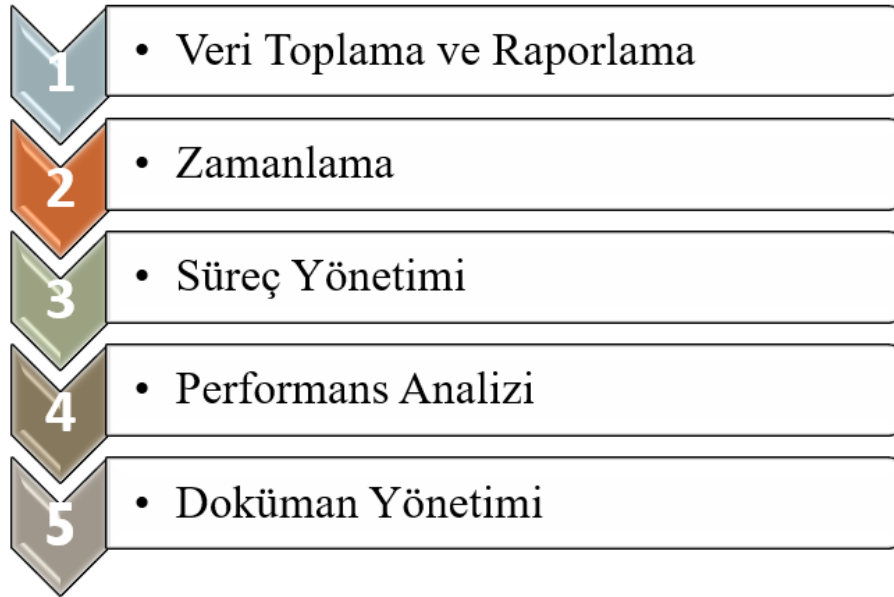 1 • Veri Toplama ve Raporlama
2 • Zamanlama
3 • Süreç Yönetimi
4 • Performans Analizi
5 • Doküman Yönetimi